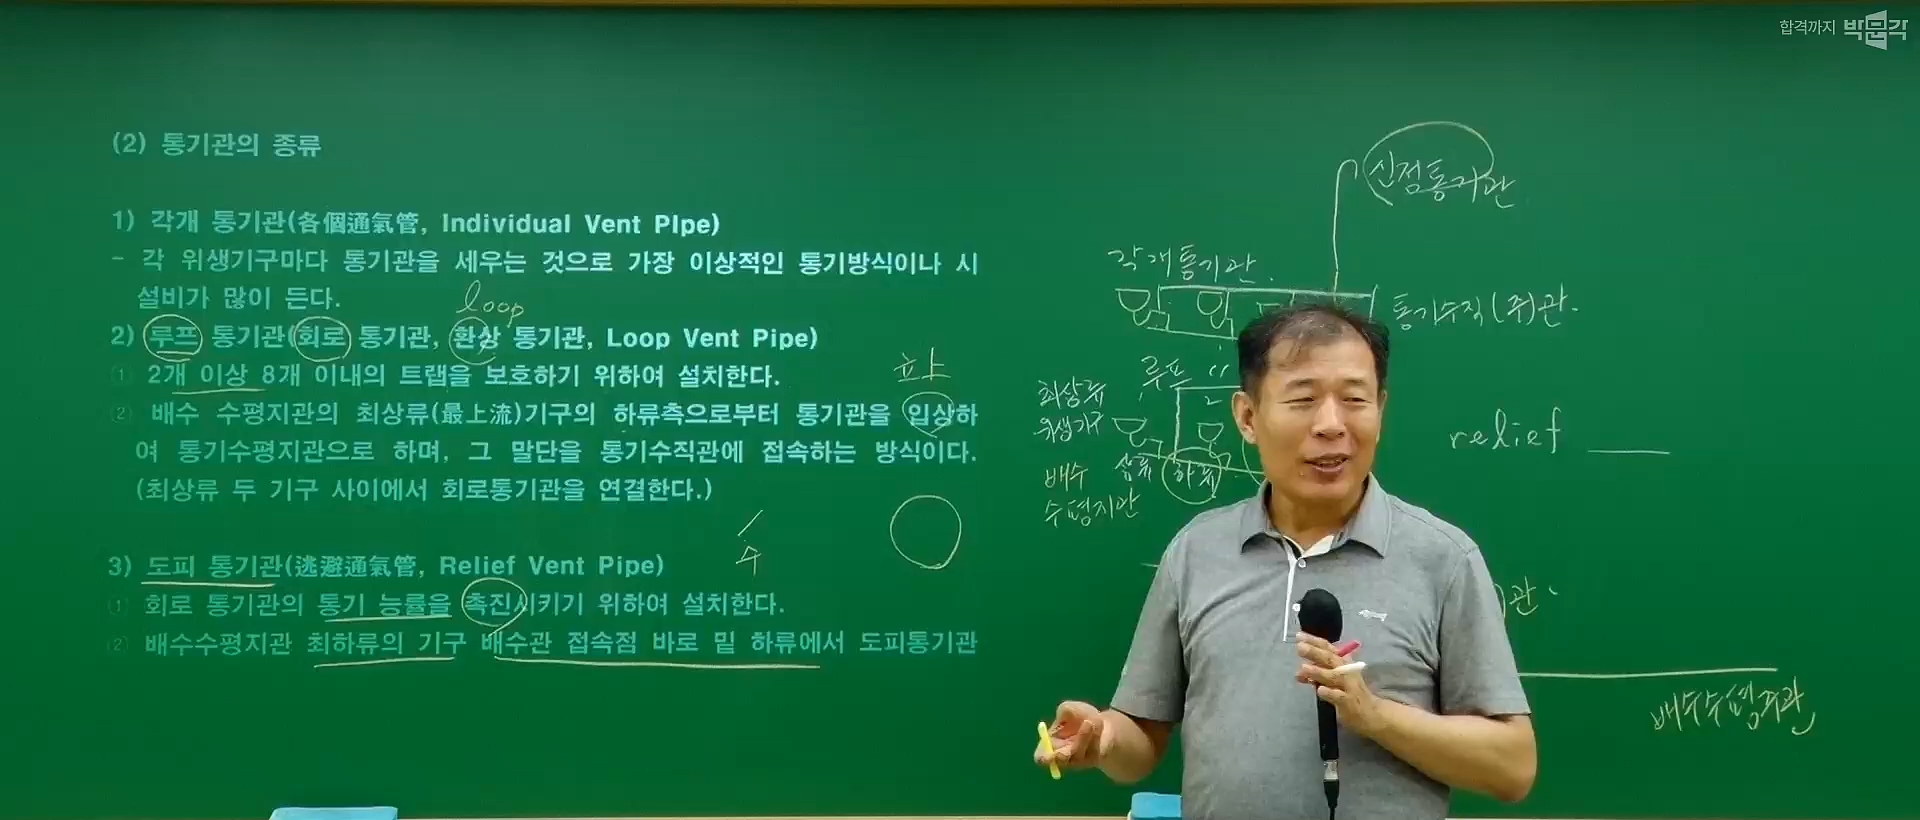 합격까지 박문각
(2) 통기관의 종류
1) 각개 통기관(各個通氣管, Individual Vent PIpe)
- 각 위생기구마다 통기관을 세우는 것으로 가장 이상적인 통기방식이나 시
설비가 많이 든다.
loop
2) 루프 통기관(회로 통기관, 환상 통기관, Loop Vent Pipe)
① 2개 이상 8개 이내의 트랩을 보호하기 위하여 설치한다.
② 배수 수평지관의 최상류(最上流)기구의 하류측으로부터 통기관을 입상하
여 통기수평지관으로 하며, 그 말단을 통기수직관에 접속하는 방식이다.
(최상류 두 기구 사이에서 회로통기관을 연결한다.)
수
3) 도피 통기관(逃避通氣管, Relief Vent Pipe)
① 회로 통기관의 통기 능률을 촉진시키기 위하여 설치한다.
② 배수수평지관 최하류의 기구 배수관 접속점 바로 밑 하류에서 도피통기관
신정통기관
각개통기관.
통기수직(주)관.
루프 〃
최상류
위생기구
배수
수평지관
상류
하류
relief
관.
배수수평주관